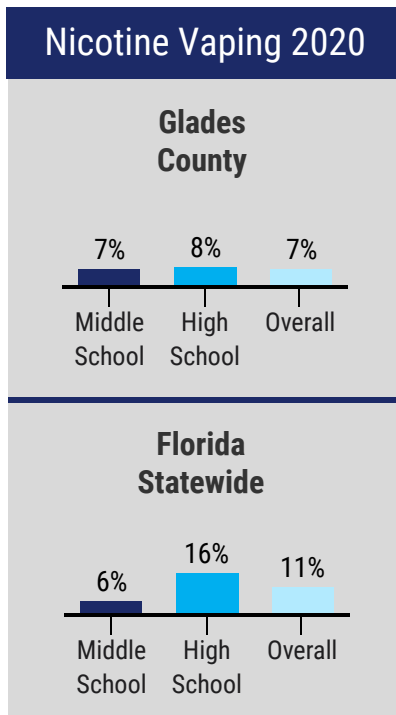 Nicotine Vaping 2020
Glades
County
7%
8%
7%
Middle
School
High
School
Overall
Florida
Statewide
6%
16%
11%
Middle
School
High
School
Overall